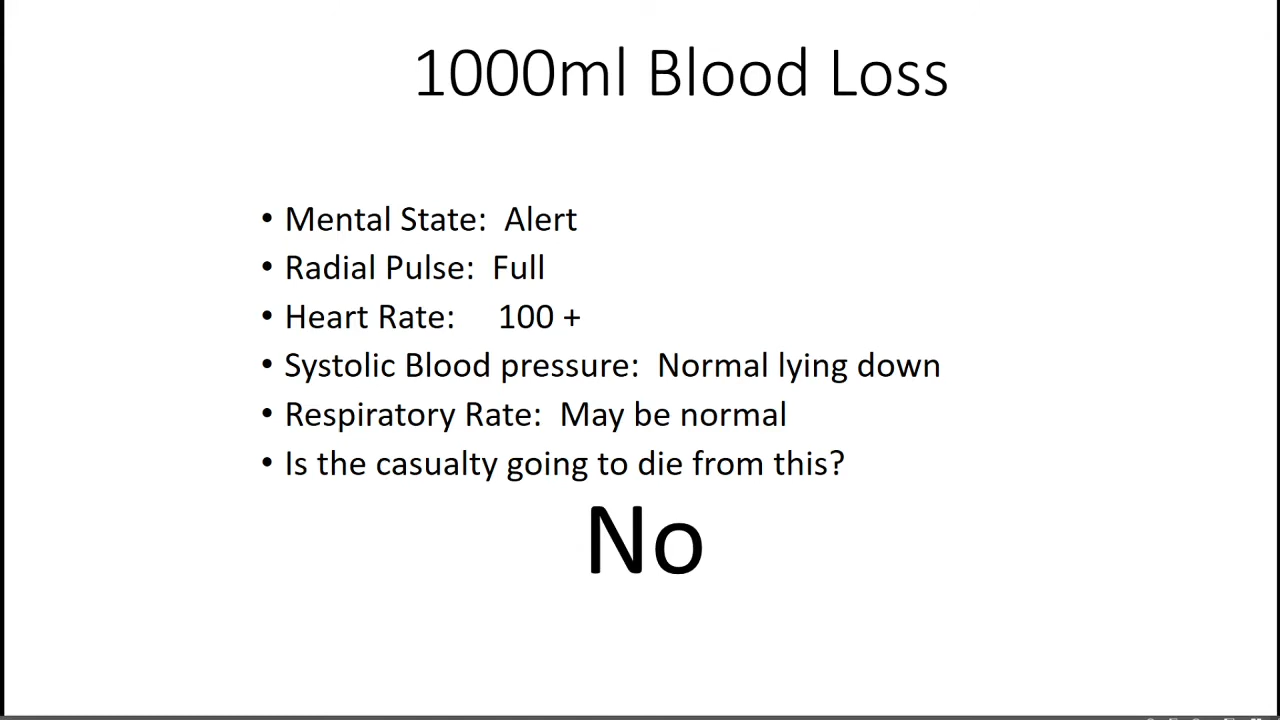 1000ml Blood Loss
• Mental State: Alert
• Radial Pulse: Full
• Heart Rate: 100 +
• Systolic Blood pressure: Normal lying down
• Respiratory Rate: May be normal
• Is the casualty going to die from this?
No